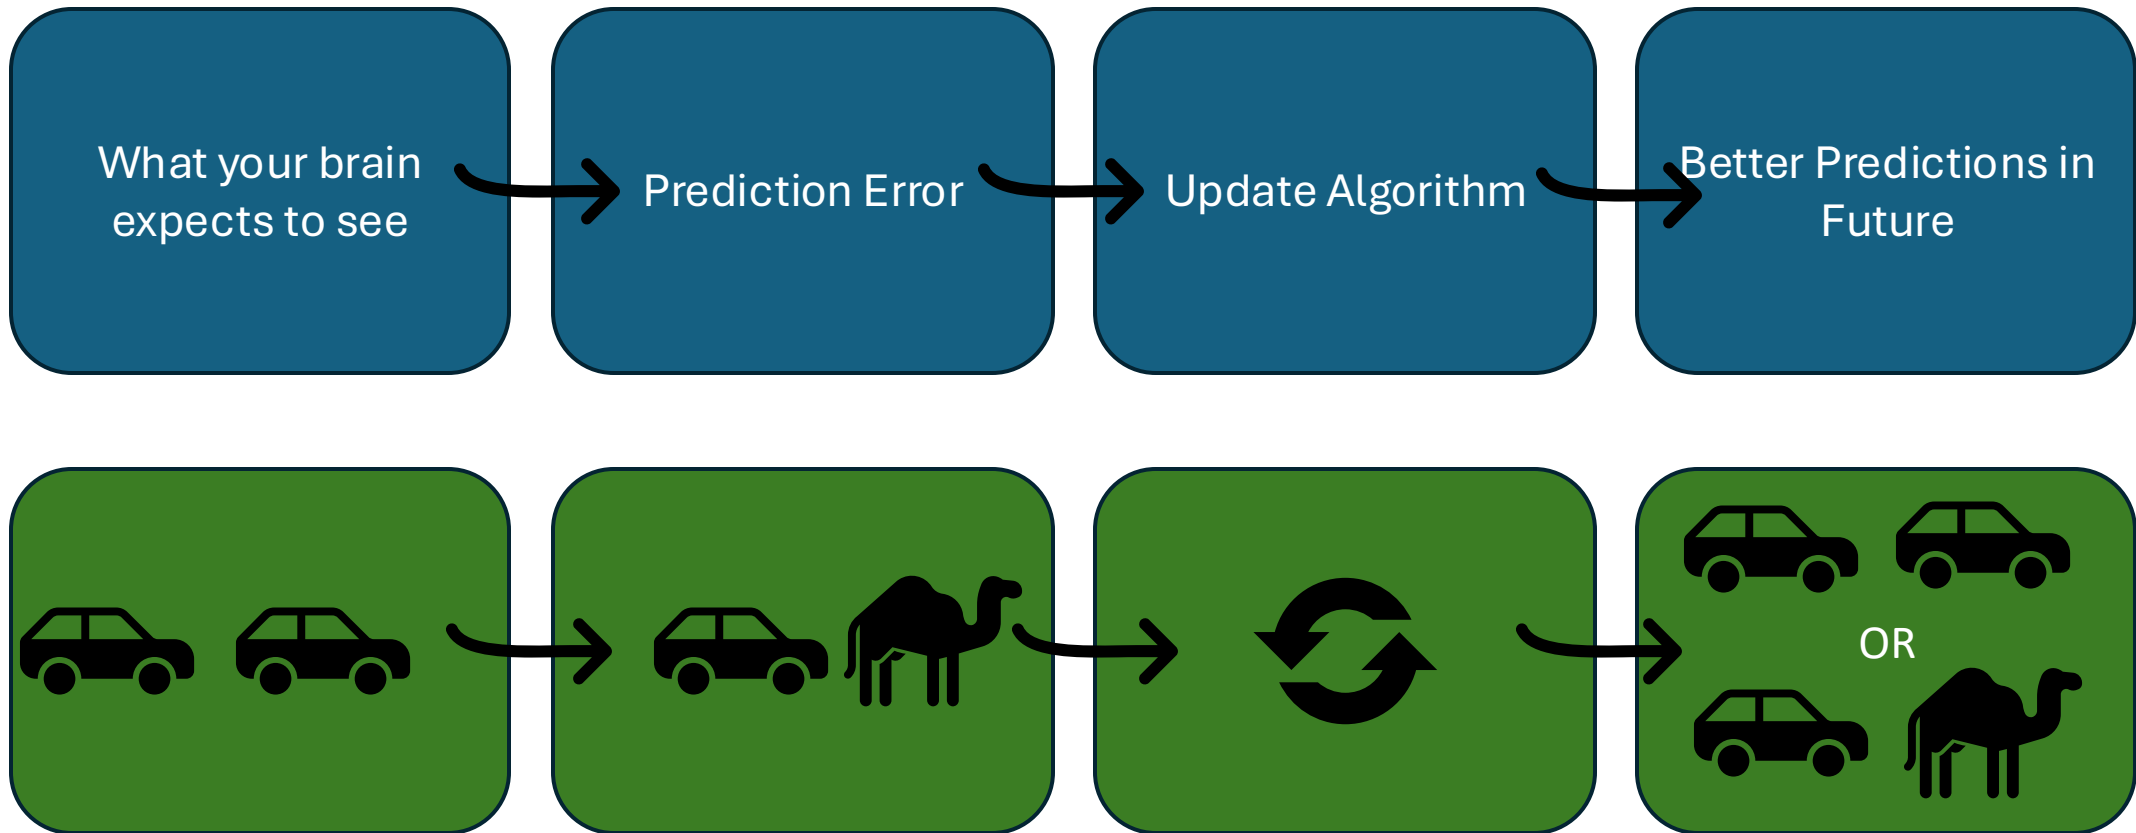 What your brain
expects to see
Prediction Error
Update Algorithm
Better Predictions in
Future
OR